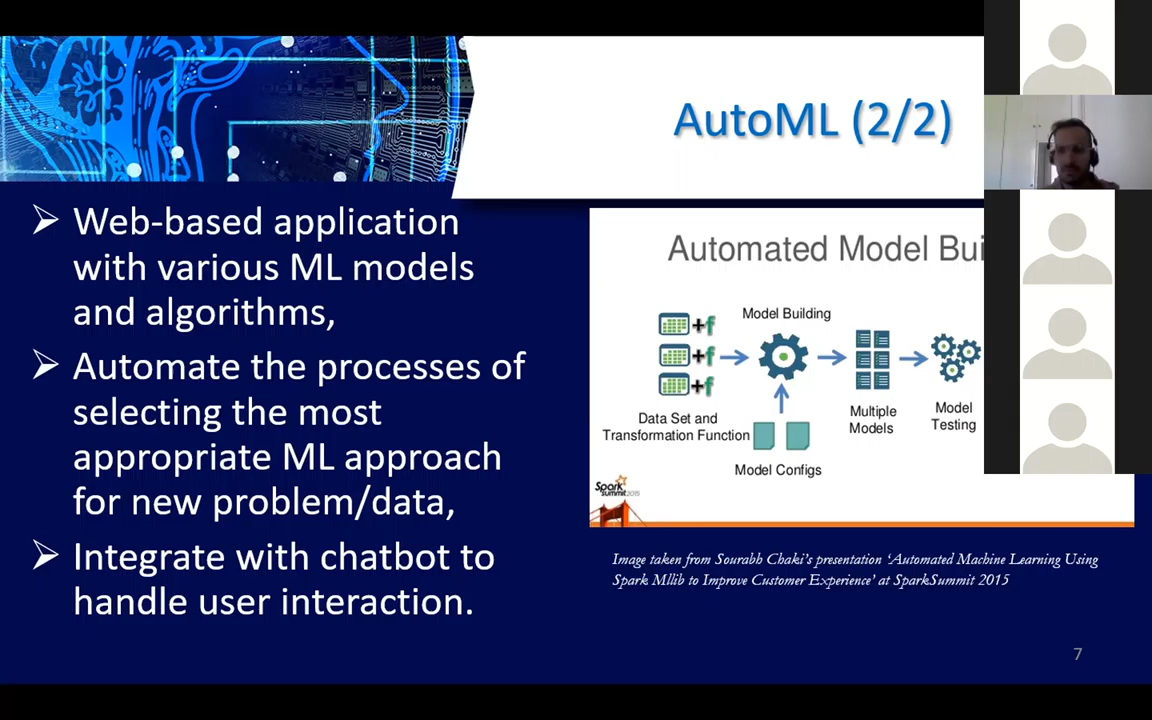 AutoML (2/2)
➢ Web-based application
with various ML models
and algorithms,
➢ Automate the processes of
selecting the most
appropriate ML approach
for new problem/data,
➢ Integrate with chatbot to
handle user interaction.
Automated Model Bui
Model Building
+f
+f
+f
Data Set and
Transformation Function
Multiple
Models
Model
Testing
Model Configs
Spark
Summit2015
Image taken from Sourabh Chaki's presentation 'Automated Machine Learning Using
Spark Mllib to Improve Customer Experience' at SparkSummit 2015
7